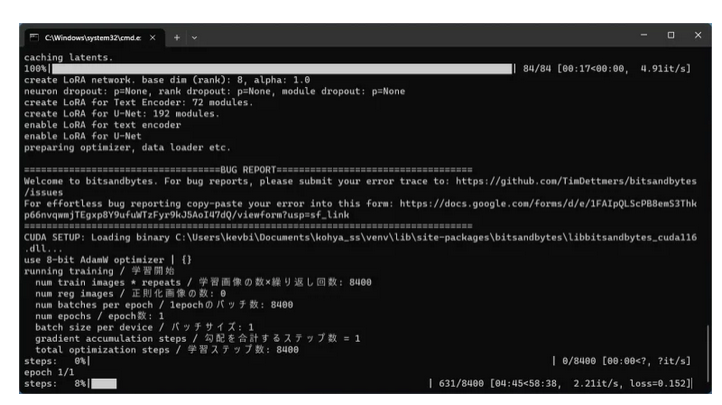 C:\Windows\system32\cmd.e
caching latents.
100%| | 84/84 [00:17<00:00, 4.91it/s]
create LoRA network. base dim (rank): 8, alpha: 1.0
neuron dropout: p=None, rank dropout: p=None, module dropout: p=None
create LoRA for Text Encoder: 72 modules.
create LoRA for U-Net: 192 modules.
enable LoRA for text encoder
enable LoRA for U-Net
preparing optimizer, data loader etc.
===================================BUG REPORT===================================
Welcome to bitsandbytes. For bug reports, please submit your error trace to: https://github.com/TimDettmers/bitsandbytes
/issues
For effortless bug reporting copy-paste your error into this form: https://docs.google.com/forms/d/e/1FAIpQLScPB8emS3Thk
p66nvqwmjTEgxp8Y9ufuWTzFyr9kJ5AoI47dQ/viewform?usp=sf_link
================================================================================
CUDA SETUP: Loading binary C:\Users\kevbi\Documents\kohya_ss\venv\lib\site-packages\bitsandbytes\libbitsandbytes_cuda116
.dll...
use 8-bit AdamW optimizer | {}
running training / 学習開始
num train images * repeats / 学習画像の数×繰り返し回数: 8400
num reg images / 正則化画像の数: 0
num batches per epoch / 1epochのバッチ数: 8400
num epochs / epoch数: 1
batch size per device / バッチサイズ: 1
gradient accumulation steps / 勾配を合計するステップ数 = 1
total optimization steps / 学習ステップ数: 8400
steps: 0%| | 0/8400 [00:00<?, ?it/s]
epoch 1/1
steps: 8%| | 631/8400 [04:45<58:38, 2.21it/s, loss=0.152]